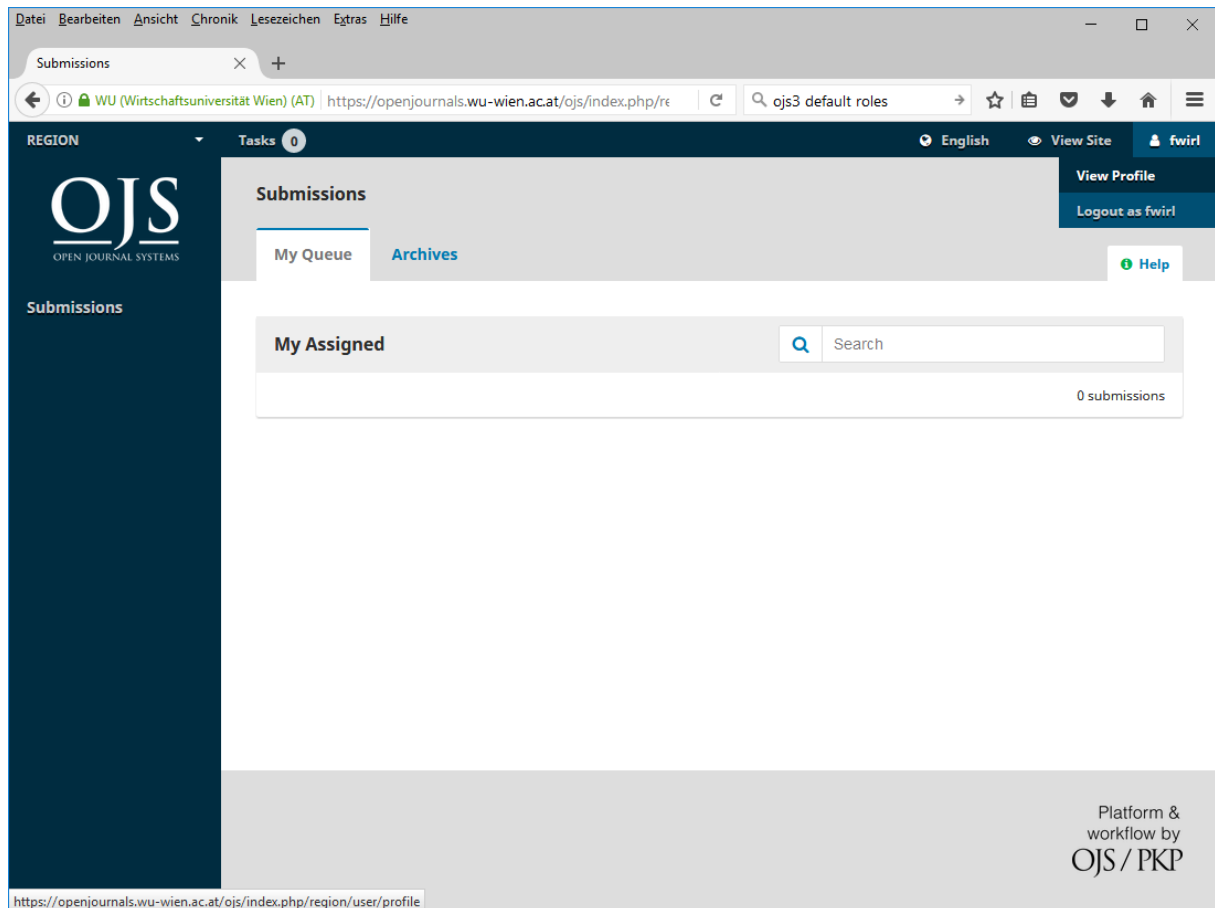 Datei Bearbeiten Ansicht Chronik Lesezeichen Extras Hilfe
Submissions
WU (Wirtschaftsuniversität Wien) (AT) https://openjournals.wu-wien.ac.at/ojs/index.php/re ojs3 default roles
REGION Tasks 0 English View Site fwirl
View Profile
Logout as fwirl
OJS
OPEN JOURNAL SYSTEMS
Submissions
My Queue Archives
Help
Submissions
My Assigned Search
0 submissions
Platform &
workflow by
OJS / PKP
https://openjournals.wu-wien.ac.at/ojs/index.php/region/user/profile